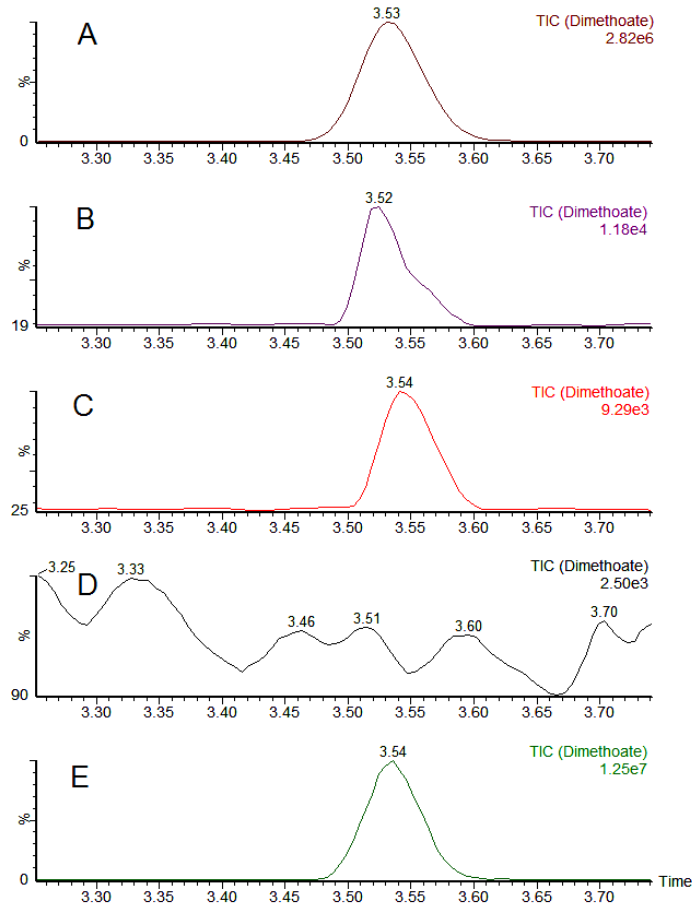 A
TIC (Dimethoate)
2.82e6
3.53
%
0
3.30 3.35 3.40 3.45 3.50 3.55 3.60 3.65 3.70
B
TIC (Dimethoate)
1.18e4
3.52
%
19
3.30 3.35 3.40 3.45 3.50 3.55 3.60 3.65 3.70
C
TIC (Dimethoate)
9.29e3
3.54
%
25
3.30 3.35 3.40 3.45 3.50 3.55 3.60 3.65 3.70
D
TIC (Dimethoate)
2.50e3
3.25 3.33 3.46 3.51 3.60 3.70
%
90
3.30 3.35 3.40 3.45 3.50 3.55 3.60 3.65 3.70
E
TIC (Dimethoate)
1.25e7
3.54
%
0
Time
3.30 3.35 3.40 3.45 3.50 3.55 3.60 3.65 3.70